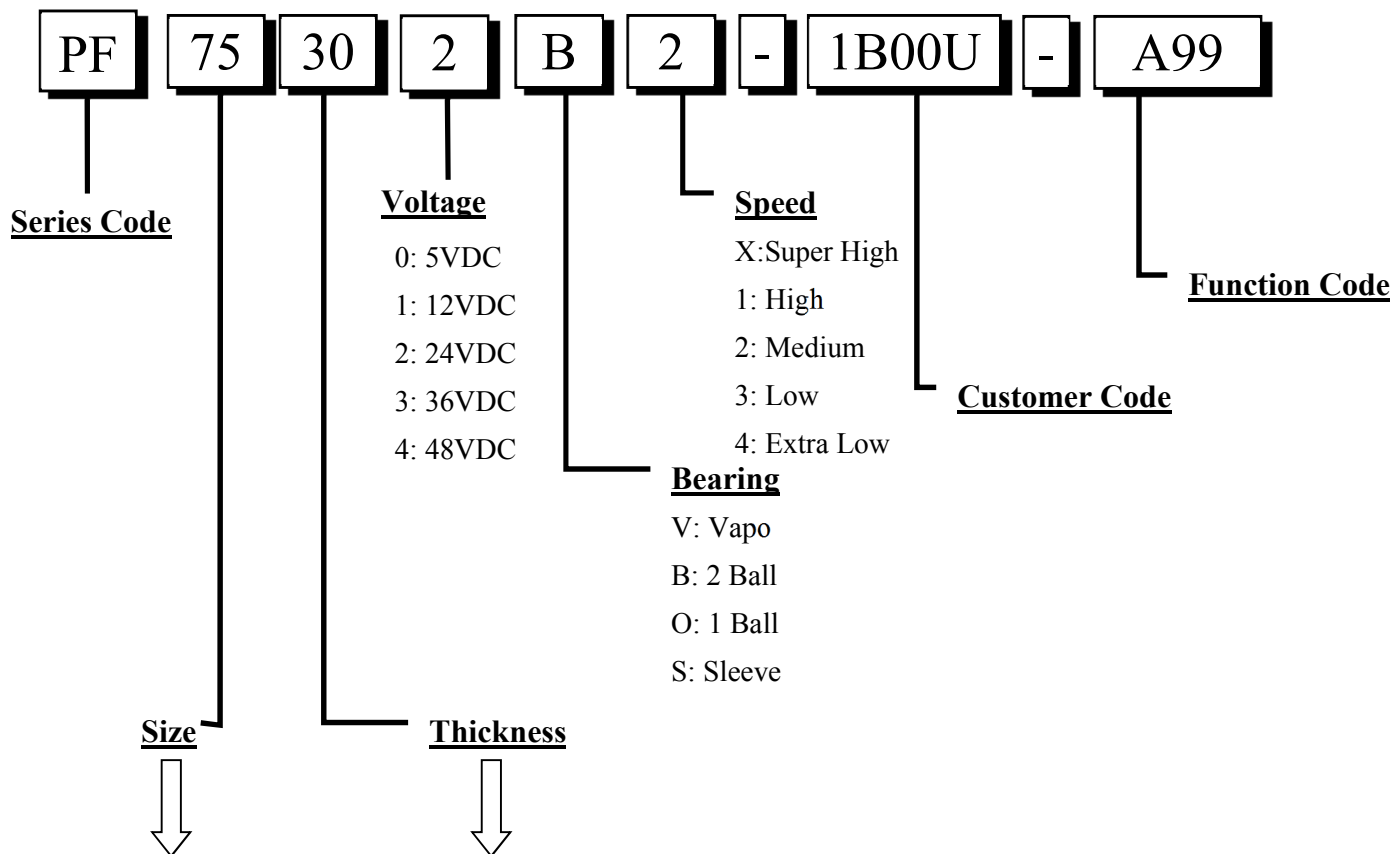 PF 75 30 2 B 2 - 1B00U - A99
Series Code
Voltage
0: 5VDC
1: 12VDC
2: 24VDC
3: 36VDC
4: 48VDC
Speed
X:Super High
1: High
2: Medium
3: Low
4: Extra Low
Function Code
Customer Code
Bearing
V: Vapo
B: 2 Ball
O: 1 Ball
S: Sleeve
Size
Thickness